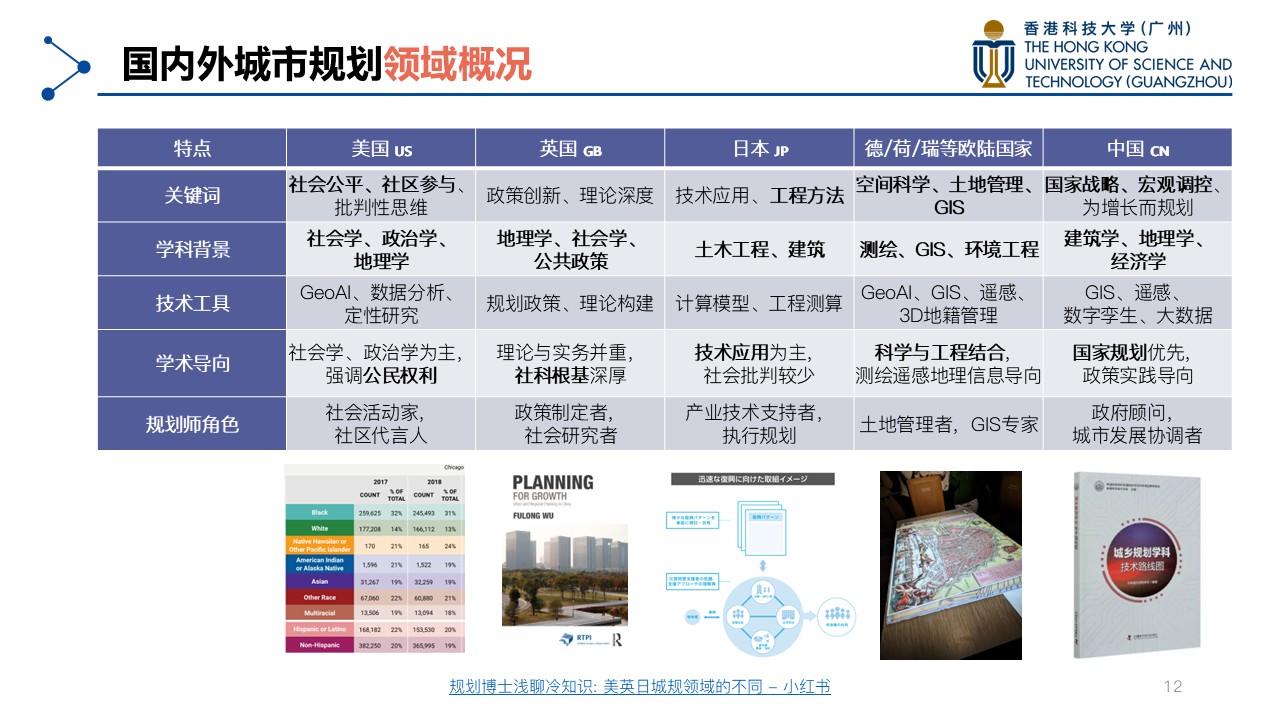 国内外城市规划领域概况
香港科技大学(广州)
THE HONG KONG
UNIVERSITY OF SCIENCE AND
TECHNOLOGY (GUANGZHOU)
特点
美国 US
英国 GB
日本 JP
德/荷/瑞等欧陆国家
中国 CN
关键词
社会公平、社区参与、
批判性思维
政策创新、理论深度
技术应用、工程方法
空间科学、土地管理、
GIS
国家战略、宏观调控、
为增长而规划
学科背景
社会学、政治学、
地理学
地理学、社会学、
公共政策
土木工程、建筑
测绘、GIS、环境工程
建筑学、地理学、
经济学
技术工具
GeoAI、数据分析、
定性研究
规划政策、理论构建
计算模型、工程测算
GeoAI、GIS、遥感、
3D地籍管理
GIS、遥感、
数字孪生、大数据
学术导向
社会学、政治学为主，
强调公民权利
理论与实务并重，
社科根基深厚
技术应用为主，
社会批判较少
科学与工程结合，
测绘遥感地理信息导向
国家规划优先，
政策实践导向
规划师角色
社会活动家，
社区代言人
政策制定者，
社会研究者
产业技术支持者，
执行规划
土地管理者，GIS专家
政府顾问，
城市发展协调者
Chicago
2017 2018
COUNT % OF TOTAL COUNT % OF TOTAL
Black 259,625 32% 245,493 31%
White 177,208 14% 166,112 13%
Native Hawaiian or
Other Pacific Islander 170 21% 165 24%
American Indian
or Alaska Native 1,596 21% 1,522 19%
Asian 31,267 19% 32,259 19%
Other Race 67,060 22% 60,880 21%
Multiracial 13,506 19% 13,094 18%
Hispanic or Latino 168,182 22% 153,530 20%
Non-Hispanic 382,250 20% 365,995 19%
PLANNING
FOR GROWTH
Urban and Regional Planning in China
FULONG WU
RTPI
R
迅速な復興に向けた取組イメージ
復興パターン
城乡规划学科
技术路线图
规划博士浅聊冷知识: 美英日城规领域的不同 – 小红书
12